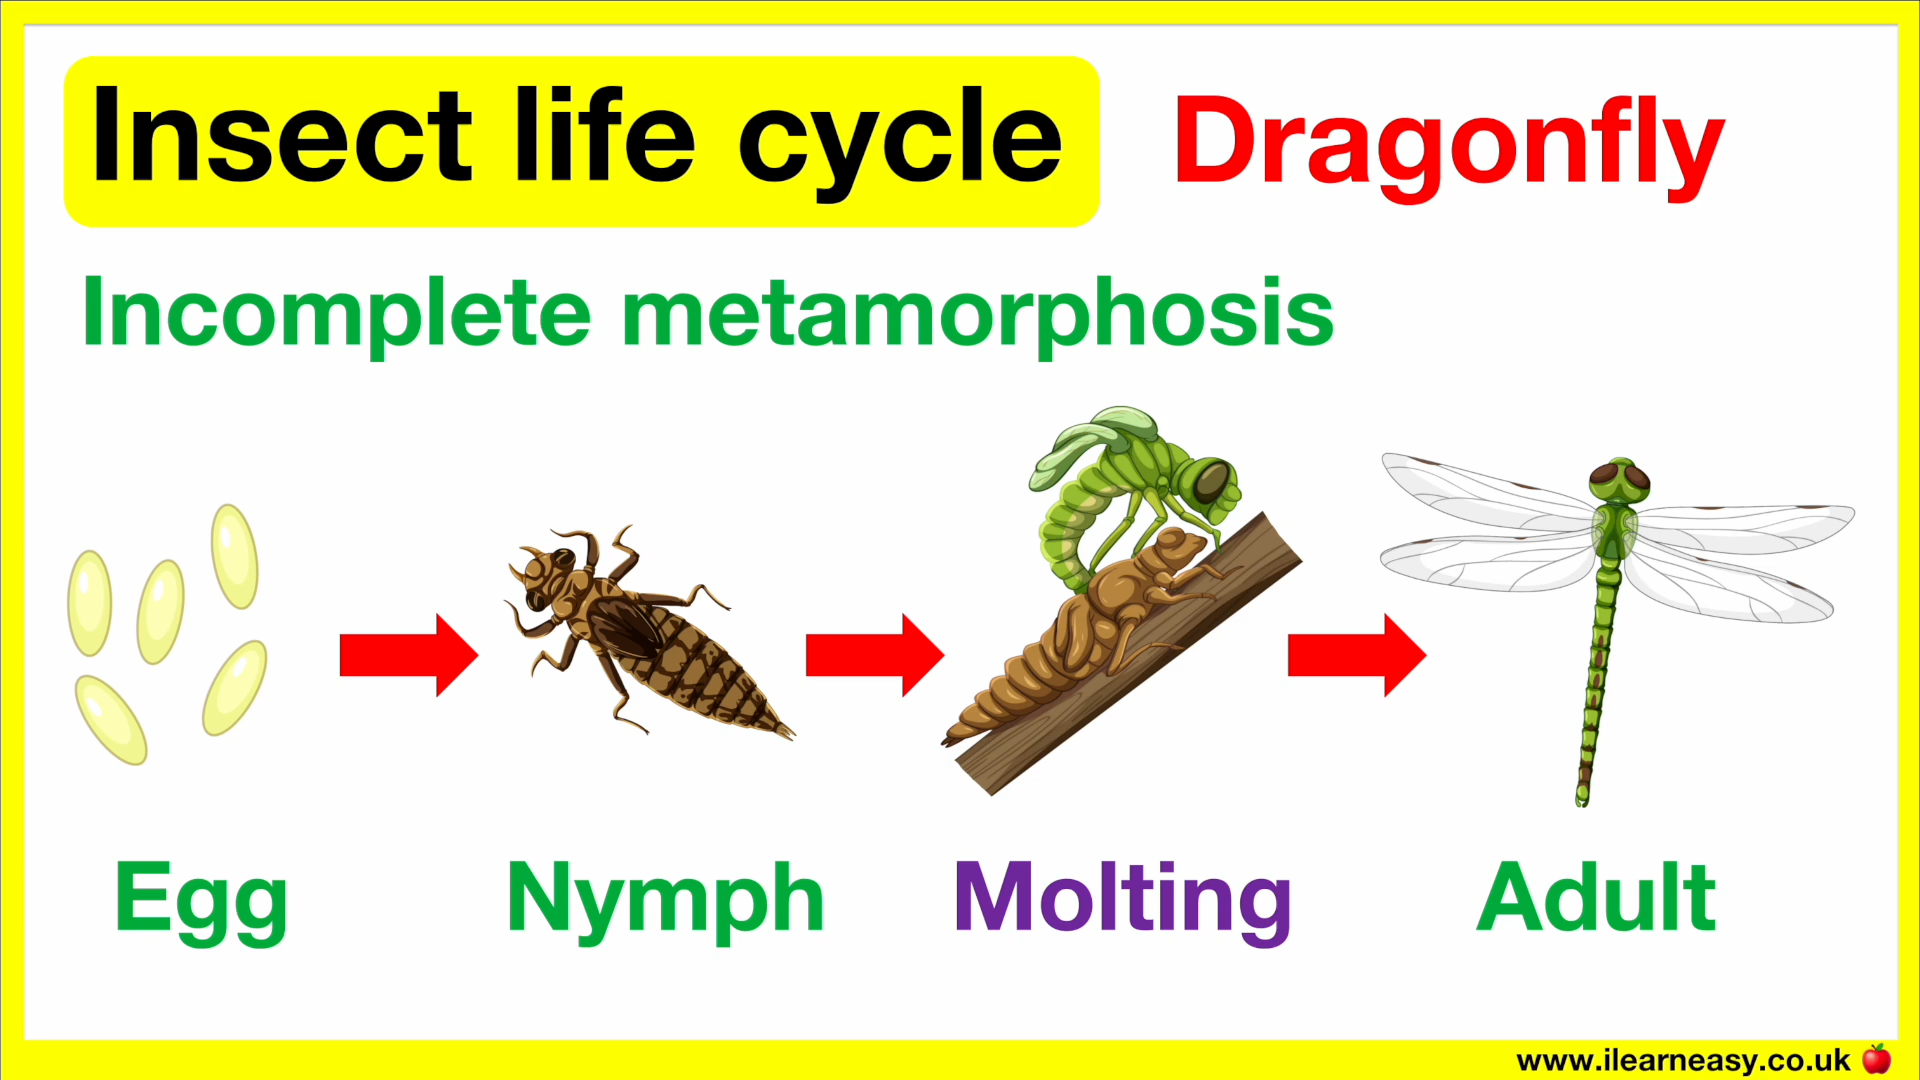 Insect life cycle
Dragonfly
Incomplete metamorphosis
Egg
Nymph
Molting
Adult
www.ilearneasy.co.uk